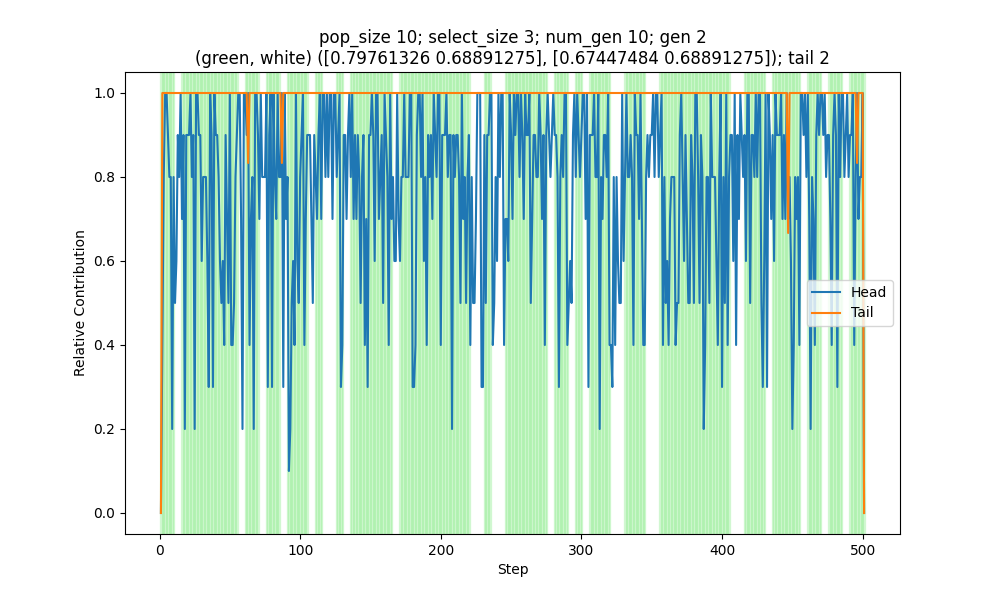 pop_size 10; select_size 3; num_gen 10; gen 2
(green, white) ([0.79761326 0.68891275], [0.67447484 0.68891275]); tail 2
1.0
0.8
0.6
0.4
0.2
0.0
Relative Contribution
Head
Tail
0
100
200
300
400
500
Step